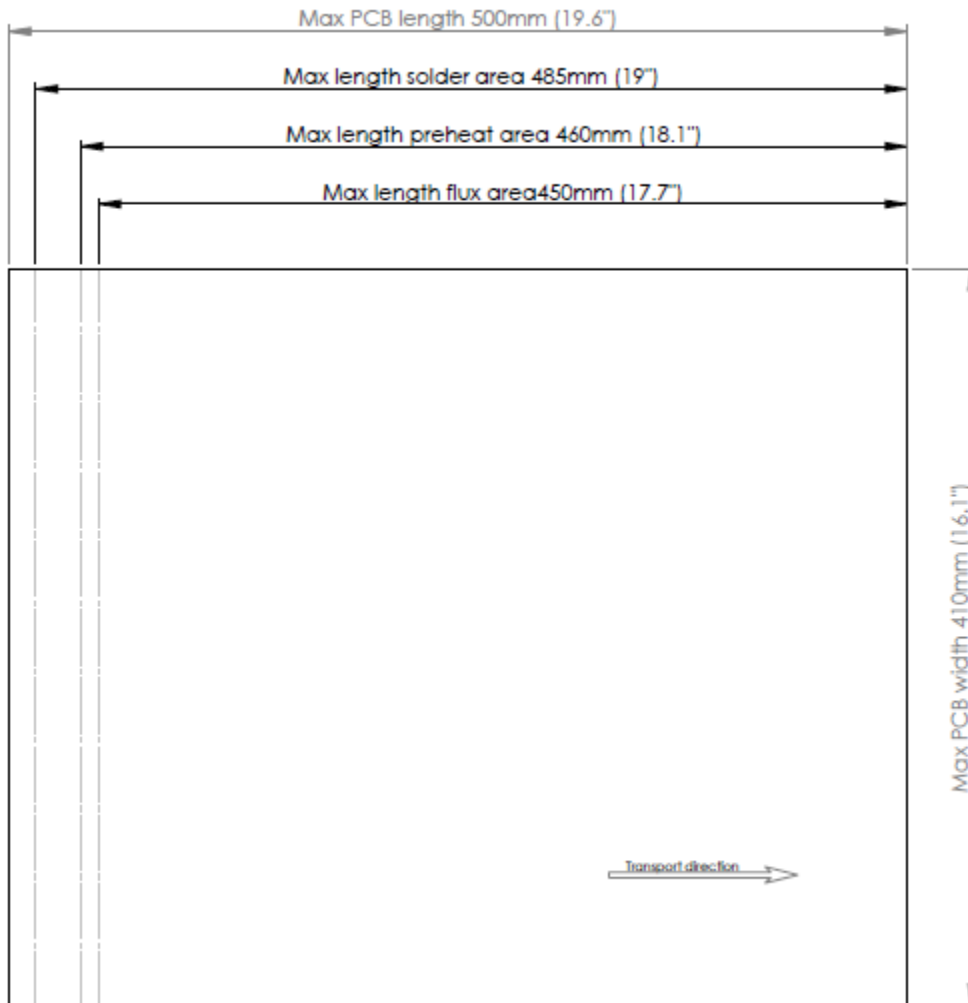 Max PCB length 500mm (19.6")
Max length solder area 485mm (19")
Max length preheat area 460mm (18.1")
Max length flux area450mm (17.7")
Max PCB width 410mm (16.1")
Transport direction